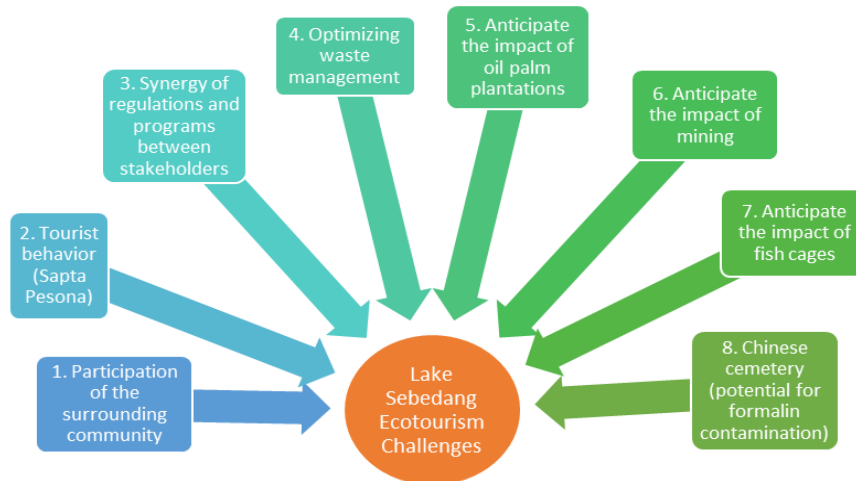 1. Participation
of the
surrounding
community
2. Tourist
behavior
(Sapta
Pesona)
3. Synergy of
regulations and
programs
between
stakeholders
4. Optimizing
waste
management
5. Anticipate
the impact of
oil palm
plantations
6. Anticipate
the impact of
mining
7. Anticipate
the impact of
fish cages
8. Chinese
cemetery
(potential for
formalin
contamination)
Lake
Sebedang
Ecotourism
Challenges